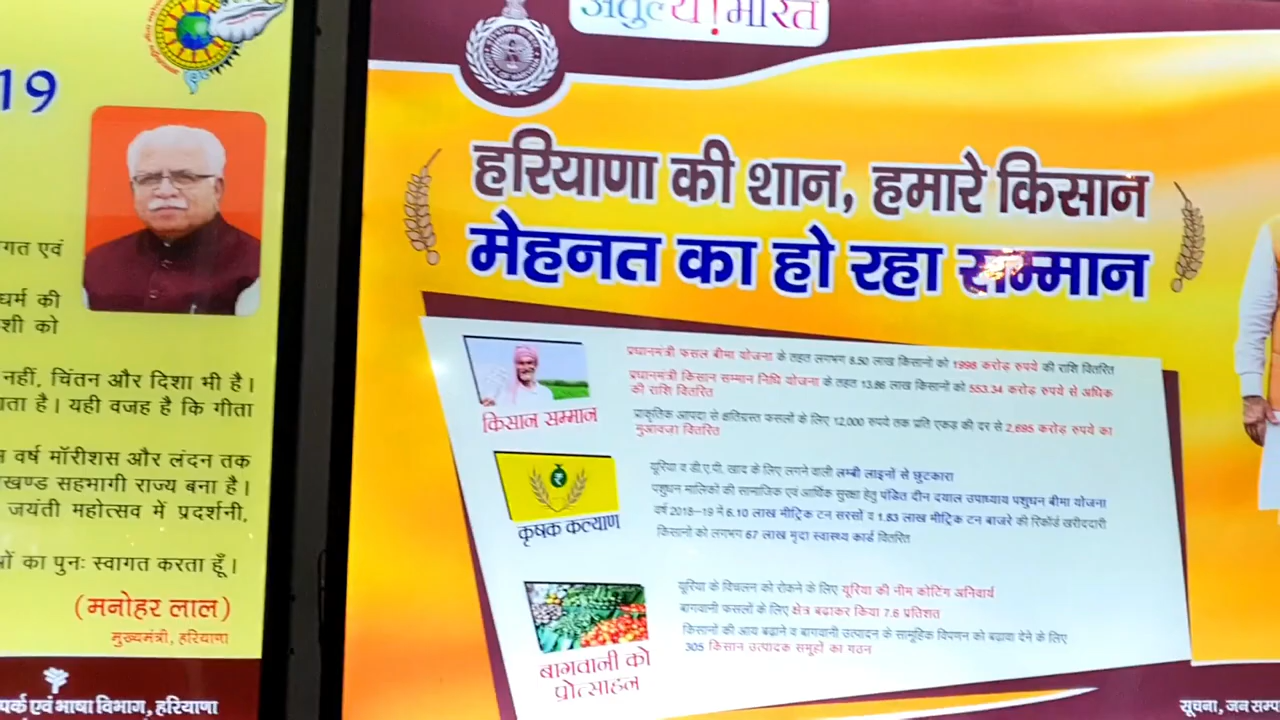 19
गत एवं
धर्म की
शी को
नहीं, चिंतन और दिशा भी है।
ाता है। यही वजह है कि गीता
वर्ष मॉरीशस और लंदन तक
खण्ड सहभागी राज्य बना है।
जयंती महोत्सव में प्रदर्शनी,
ों का पुनः स्वागत करता हूँ।
(मनोहर लाल)
मुख्यमंत्री, हरियाणा
पर्क एवं भाषा विभाग, हरियाणा
अतुल्य! भारत
हरियाणा की शान, हमारे किसान
मेहनत का हो रहा सम्मान
किसान सम्मान
प्रधानमंत्री फसल बीमा योजना के तहत लगभग 8.50 लाख किसानों को 1998 करोड़ रुपये की राशि वितरित
प्रधानमंत्री किसान सम्मान निधि योजना के तहत 13.86 लाख किसानों को 553.34 करोड़ रुपये से अधिक
की राशि वितरित
प्राकृतिक आपदा से क्षतिग्रस्त फसलों के लिए 12,000 रुपये तक प्रति एकड़ की दर से 2,695 करोड़ रुपये का
मुआवज़ा वितरित
कृषक कल्याण
यूरिया व डी.ए.पी. खाद के लिए लगने वाली लम्बी लाइनों से छुटकारा
पशुधन मालिकों की सामाजिक एवं आर्थिक सुरक्षा हेतु पंडित दीन दयाल उपाध्याय पशुधन बीमा योजना
वर्ष 2018–19 में 6.10 लाख मीट्रिक टन सरसों व 1.83 लाख मीट्रिक टन बाजरे की रिकॉर्ड खरीददारी
किसानों को लगभग 67 लाख मृदा स्वास्थ्य कार्ड वितरित
बागवानी को
प्रोत्साहन
यूरिया के विचलन को रोकने के लिए यूरिया की नीम कोटिंग अनिवार्य
बागवानी फसलों के लिए क्षेत्र बढ़ाकर किया 7.6 प्रतिशत
किसानों की आय बढ़ाने व बागवानी उत्पादन के सामूहिक विपणन को बढ़ावा देने के लिए
305 किसान उत्पादक समूहों का गठन
सूचना, जन सम्प